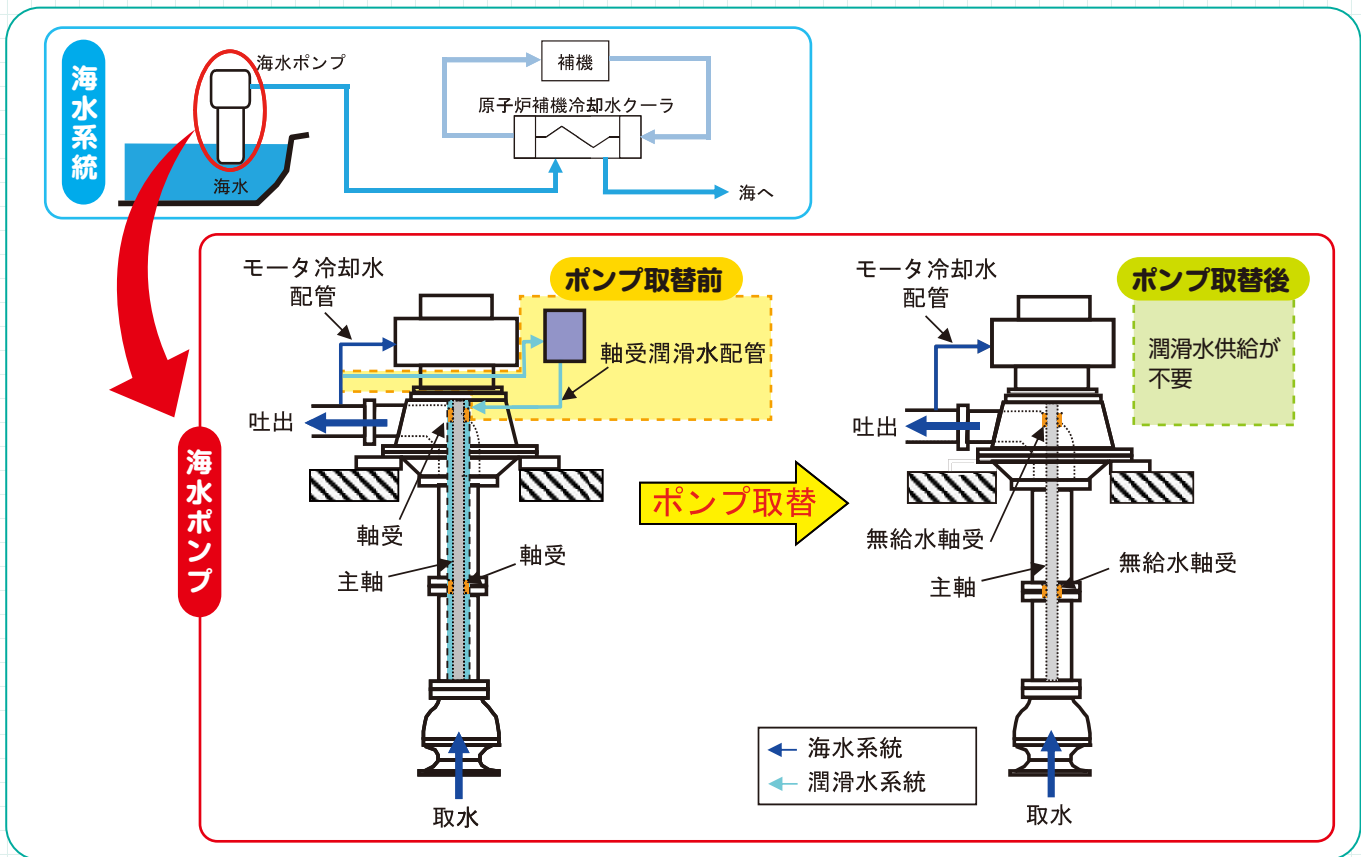 海水系統
海水ポンプ
補機
原子炉補機冷却水クーラ
海水
海へ
海水ポンプ
ポンプ取替前
モータ冷却水
配管
軸受潤滑水配管
吐出
軸受
軸受
主軸
取水
ポンプ取替
ポンプ取替後
モータ冷却水
配管
潤滑水供給が
不要
吐出
無給水軸受
無給水軸受
主軸
取水
海水系統
潤滑水系統